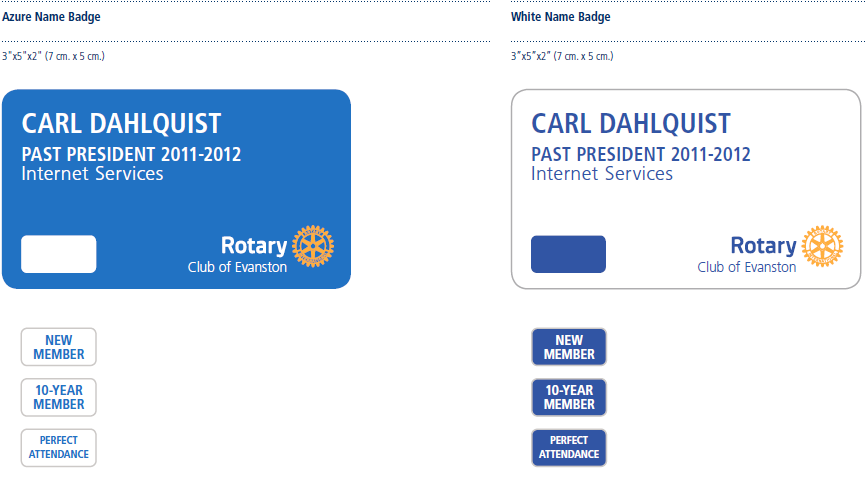 Azure Name Badge
3"x5"x2" (7 cm. x 5 cm.)
CARL DAHLQUIST
PAST PRESIDENT 2011-2012
Internet Services
Rotary
Club of Evanston
NEW
MEMBER
10-YEAR
MEMBER
PERFECT
ATTENDANCE
White Name Badge
3"x5"x2" (7 cm. x 5 cm.)
CARL DAHLQUIST
PAST PRESIDENT 2011-2012
Internet Services
Rotary
Club of Evanston
NEW
MEMBER
10-YEAR
MEMBER
PERFECT
ATTENDANCE